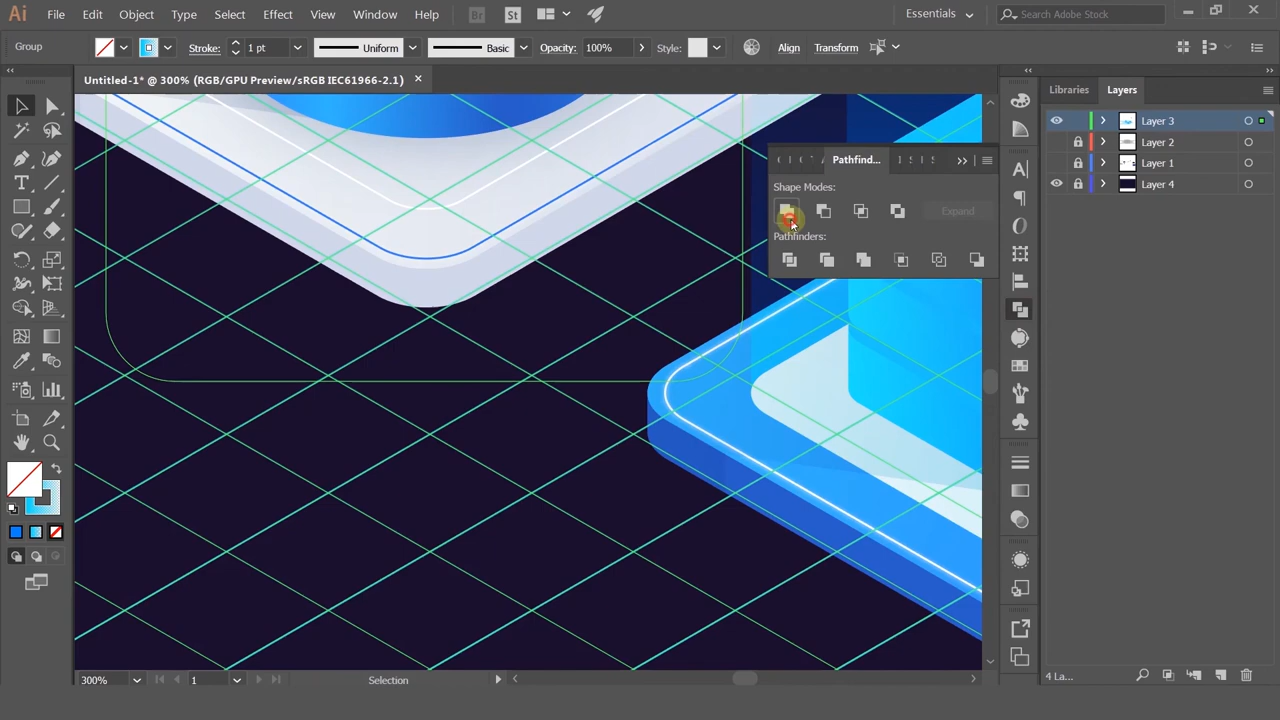 Ai File Edit Object Type Select Effect View Window Help Br St Essentials Search Adobe Stock
Group Stroke: 1 pt Uniform Basic Opacity: 100% Style: Align Transform
Untitled-1* @ 300% (RGB/GPU Preview/sRGB IEC61966-2.1)
Libraries Layers
Layer 3
Layer 2
Layer 1
Layer 4
Pathfind...
Shape Modes:
Expand
Pathfinders:
300% 1 Selection 4 La...